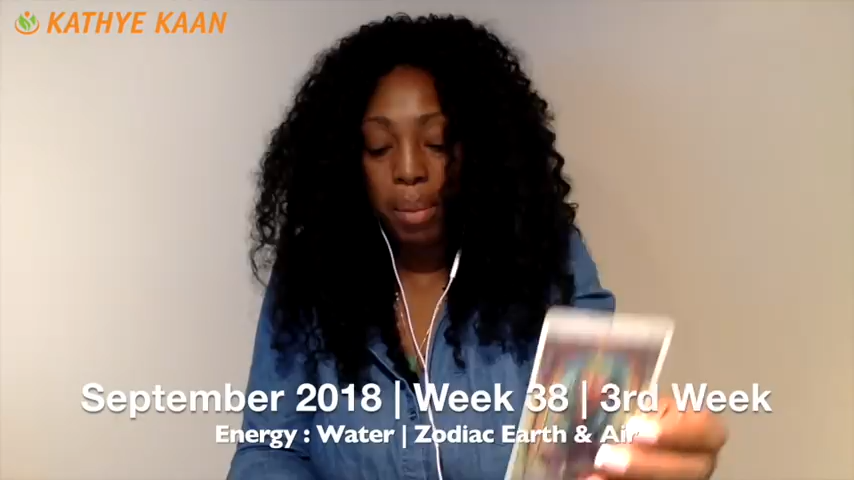 KATHYE KAAN
September 2018 | Week 38 | 3rd Week
Energy : Water | Zodiac Earth & Air